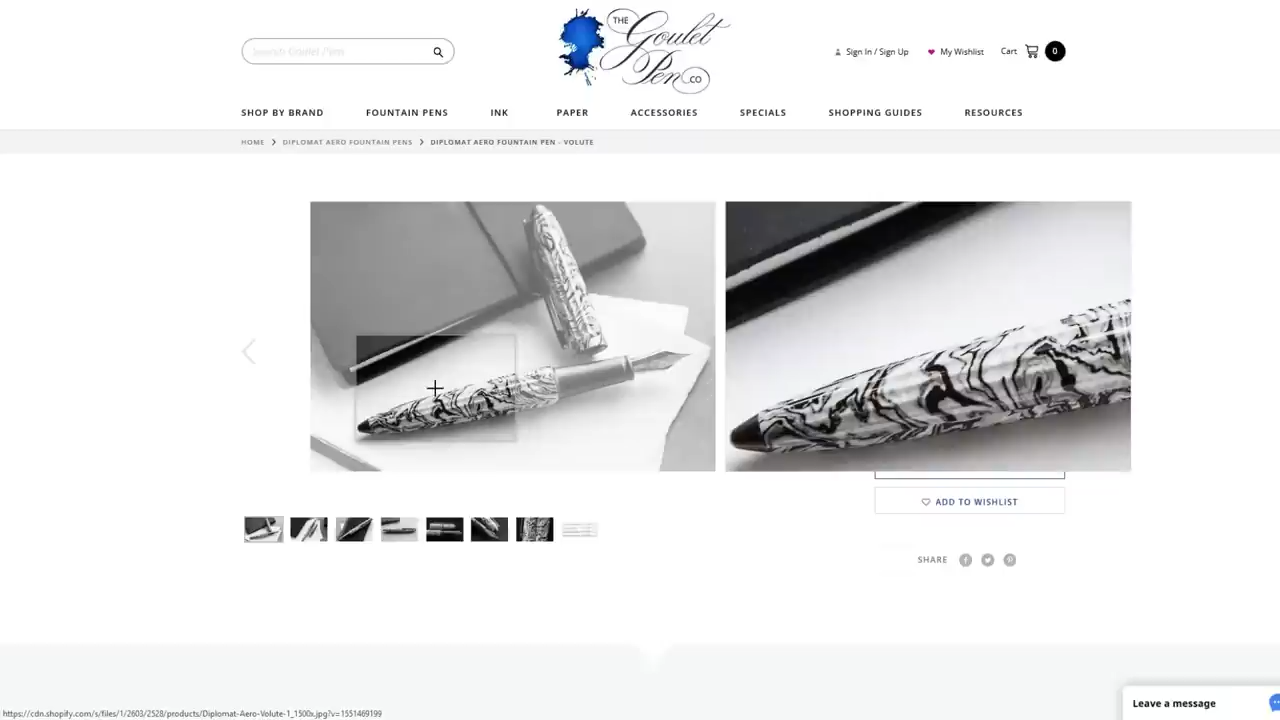 Search Goulet Pens
THE
Goulet
Pen
CO
Sign In / Sign Up
My Wishlist
Cart
0
SHOP BY BRAND
FOUNTAIN PENS
INK
PAPER
ACCESSORIES
SPECIALS
SHOPPING GUIDES
RESOURCES
HOME > DIPLOMAT AERO FOUNTAIN PENS > DIPLOMAT AERO FOUNTAIN PEN - VOLUTE
ADD TO WISHLIST
SHARE
Leave a message
https://cdn.shopify.com/s/files/1/2603/2528/products/Diplomat-Aero-Volute-1_1500x.jpg?v=1551469199